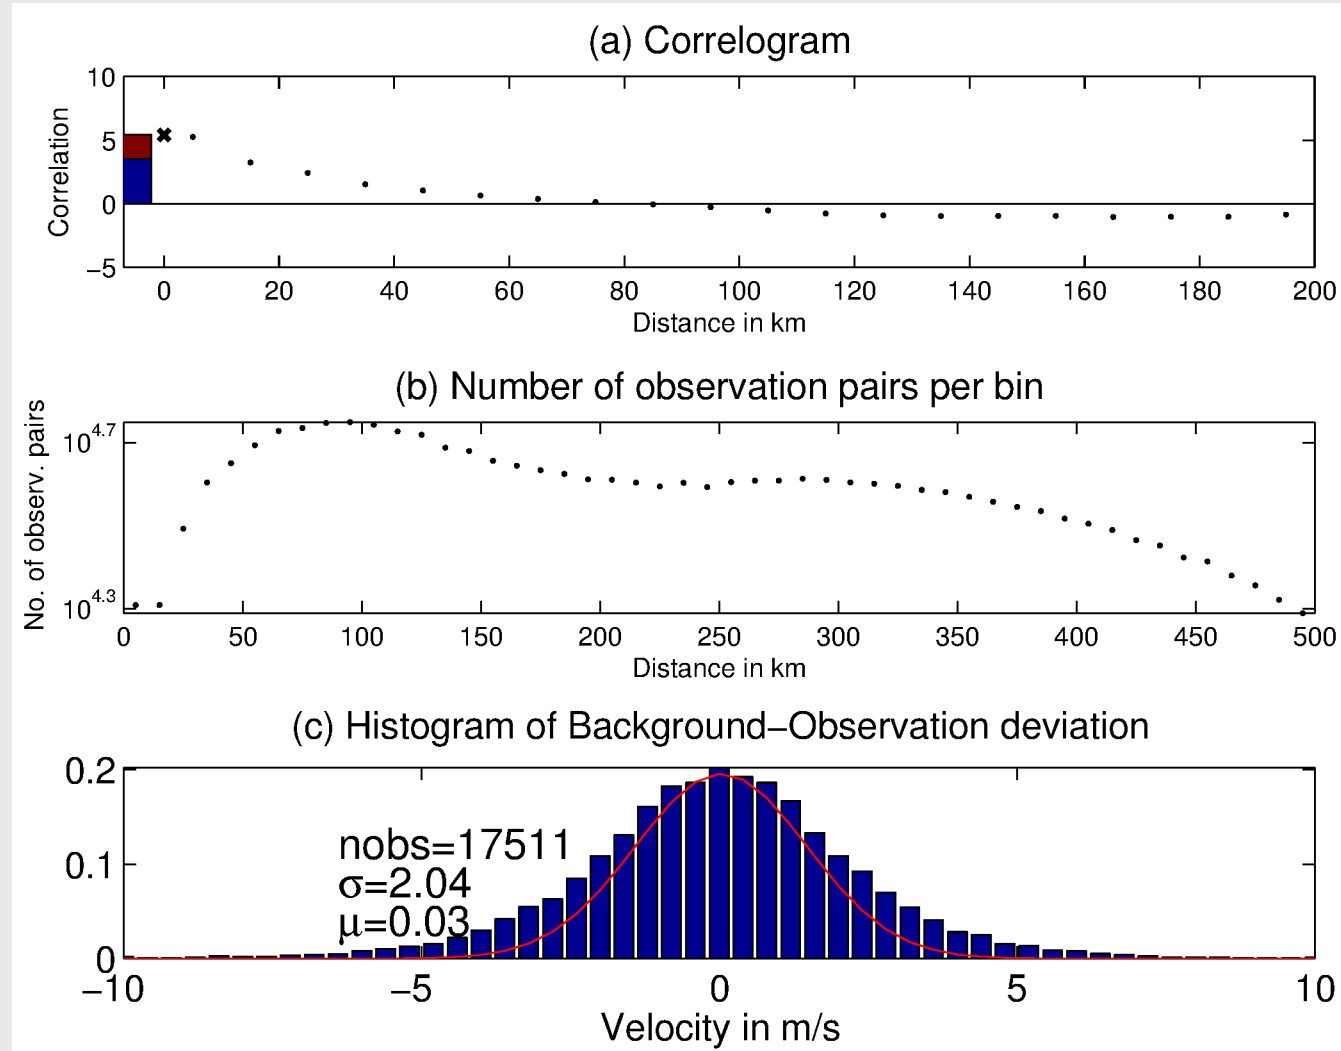 (a) Correlogram
10
5
0
−5
Correlation
0 20 40 60 80 100 120 140 160 180 200
Distance in km
(b) Number of observation pairs per bin
10^4.7
10^4.3
No. of observ. pairs
0 50 100 150 200 250 300 350 400 450 500
Distance in km
(c) Histogram of Background−Observation deviation
0.2
0.1
0
nobs=17511
σ=2.04
μ=0.03
−10 −5 0 5 10
Velocity in m/s